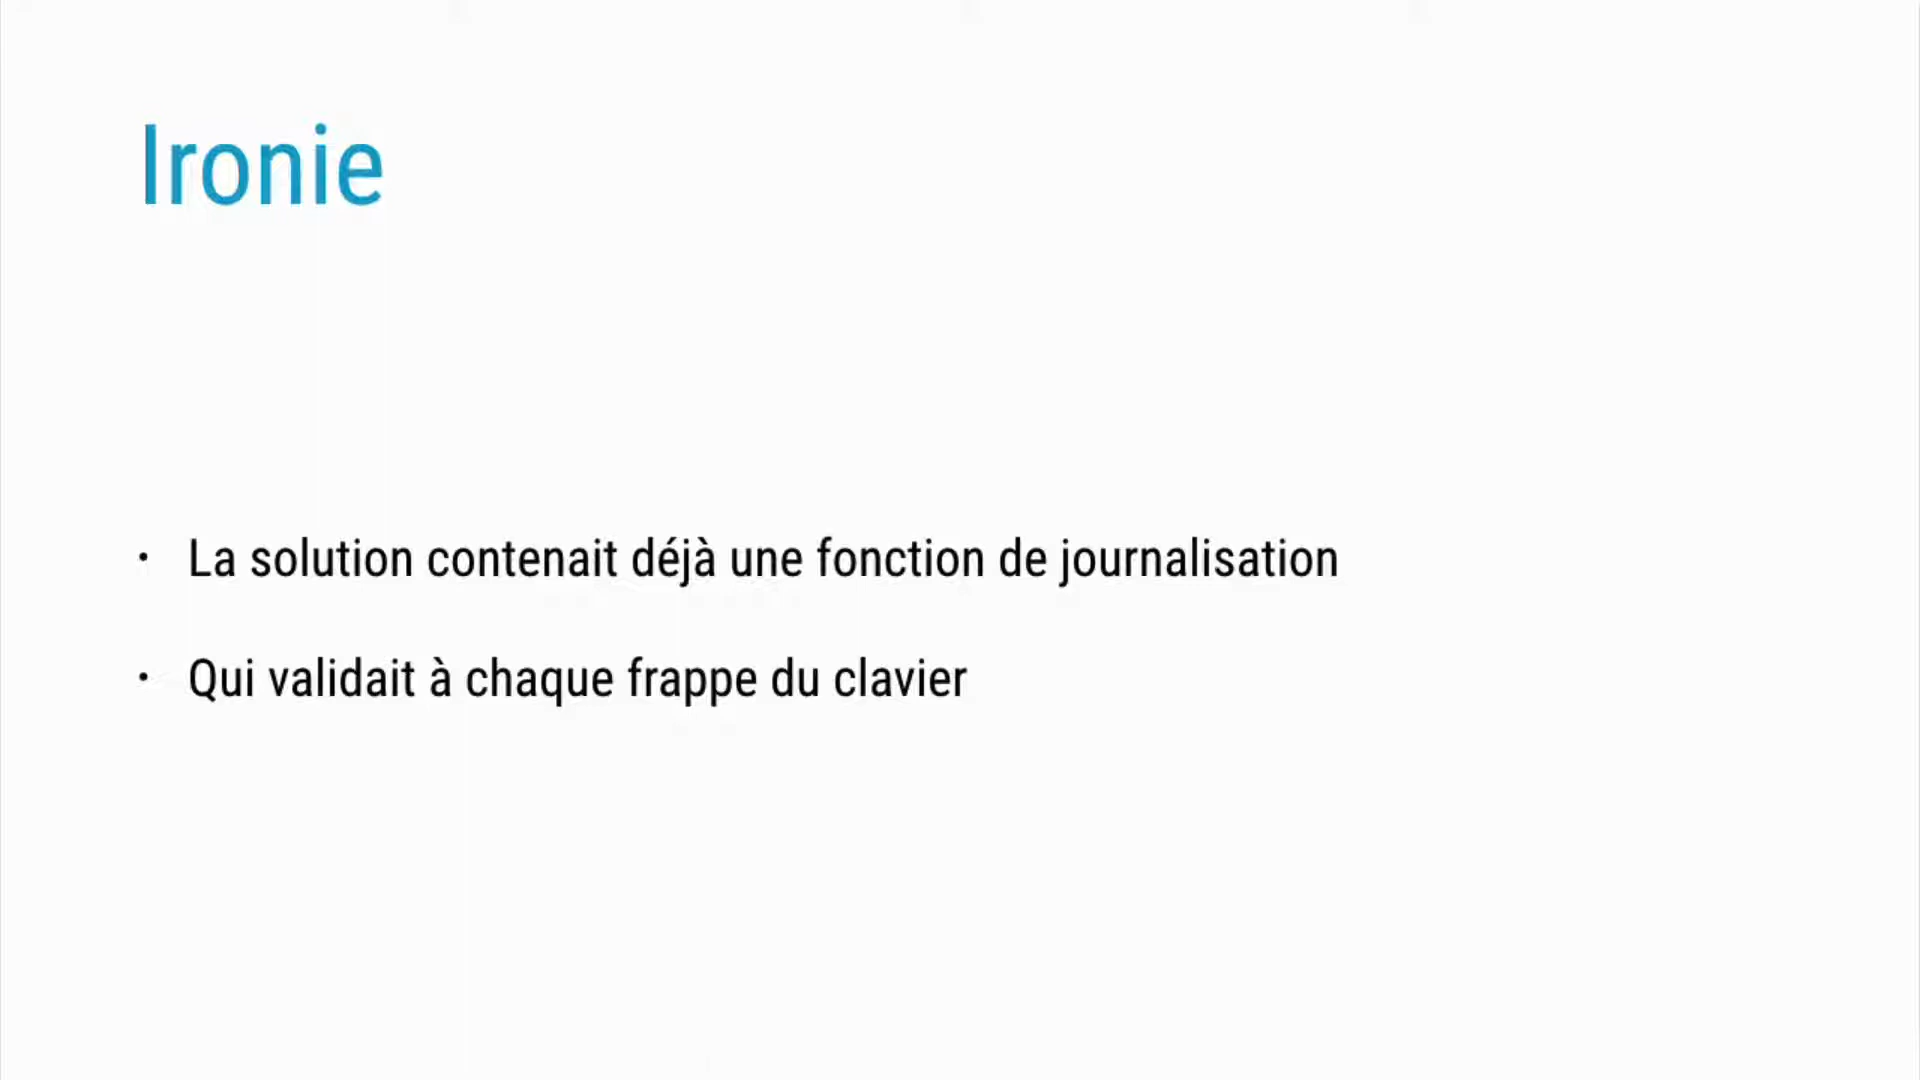 Ironie
· La solution contenait déjà une fonction de journalisation
· Qui validait à chaque frappe du clavier